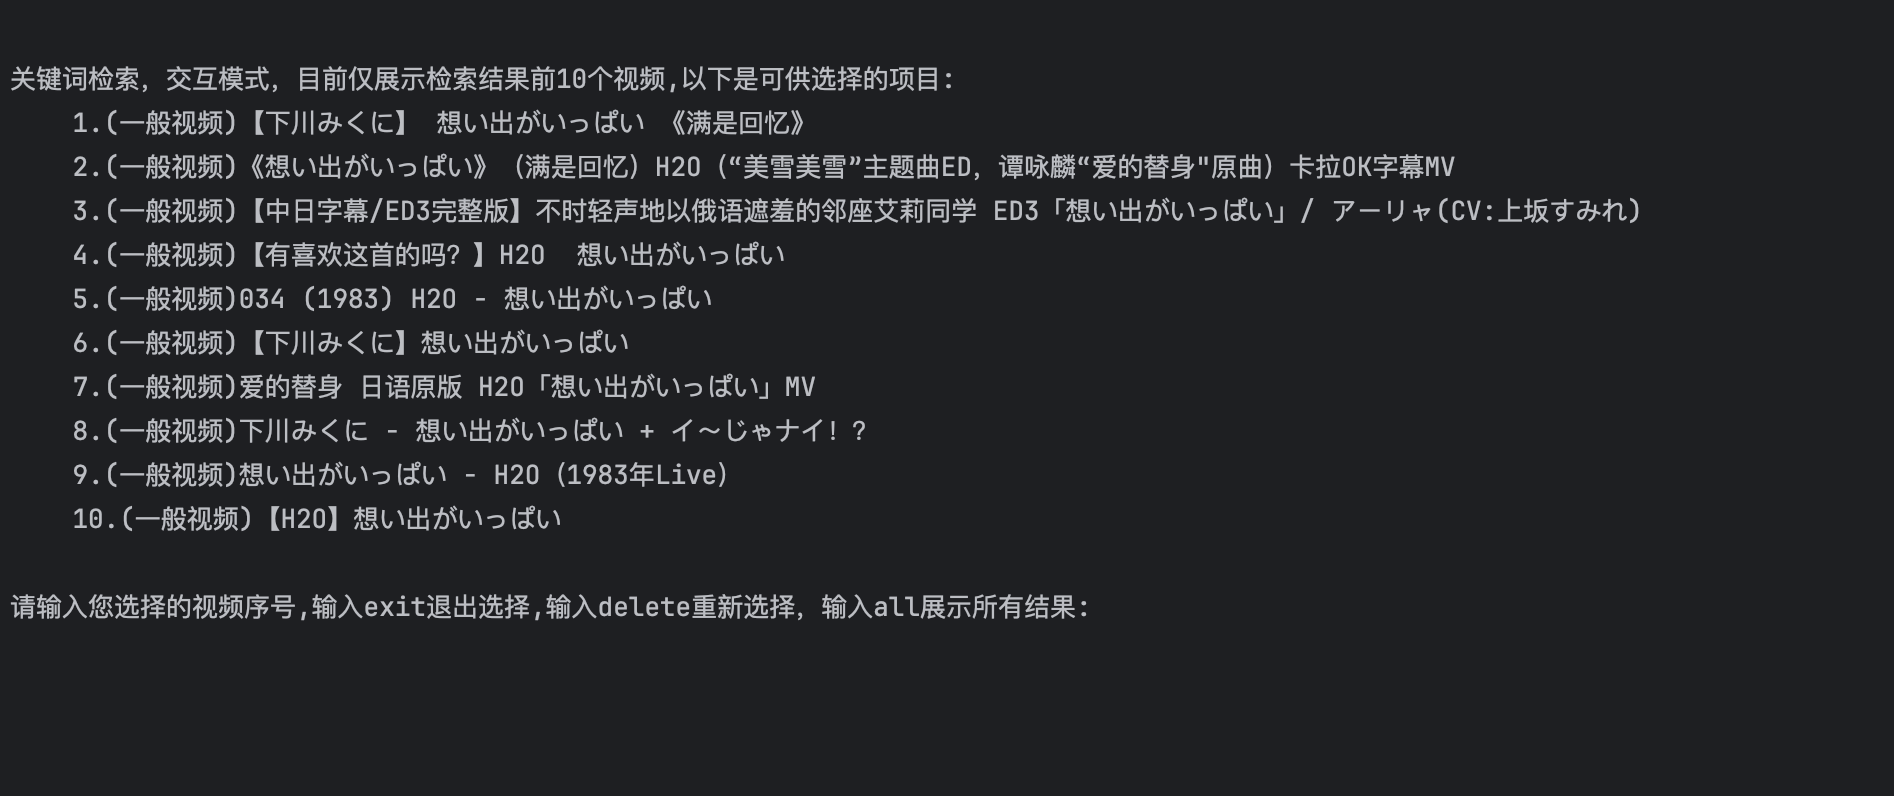 关键词检索，交互模式，目前仅展示检索结果前10个视频,以下是可供选择的项目:
1.(一般视频)【下川みくに】 想い出がいっぱい 《满是回忆》
2.(一般视频)《想い出がいっぱい》（满是回忆）H2O（“美雪美雪”主题曲ED，谭咏麟“爱的替身"原曲）卡拉OK字幕MV
3.(一般视频)【中日字幕/ED3完整版】不时轻声地以俄语遮羞的邻座艾莉同学 ED3「想い出がいっぱい」/ アーリャ(CV:上坂すみれ)
4.(一般视频)【有喜欢这首的吗？】H2O  想い出がいっぱい
5.(一般视频)034 (1983) H2O - 想い出がいっぱい
6.(一般视频)【下川みくに】想い出がいっぱい
7.(一般视频)爱的替身 日语原版 H2O「想い出がいっぱい」MV
8.(一般视频)下川みくに - 想い出がいっぱい + イ～じゃナイ！？
9.(一般视频)想い出がいっぱい - H2O（1983年Live）
10.(一般视频)【H2O】想い出がいっぱい
请输入您选择的视频序号,输入exit退出选择,输入delete重新选择，输入all展示所有结果: